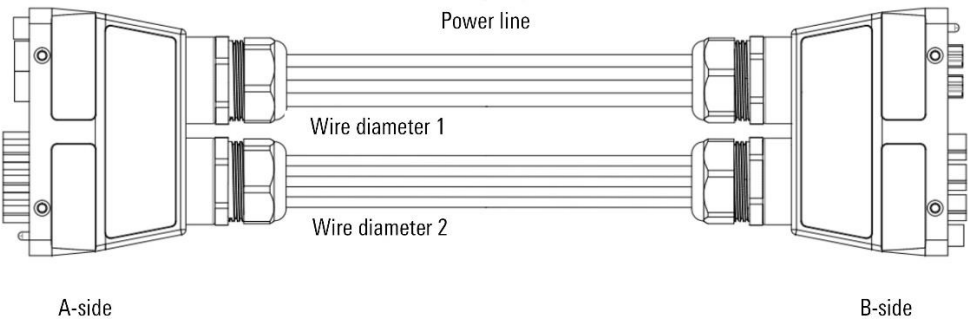 Power line
Wire diameter 1
Wire diameter 2
A-side
B-side